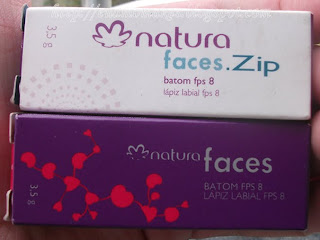 3,5 g
natura
faces.Zip
batom fps 8
lápiz labial fps 8
3,5 g
natura faces
BATOM FPS 8
LÁPIZ LABIAL FPS 8